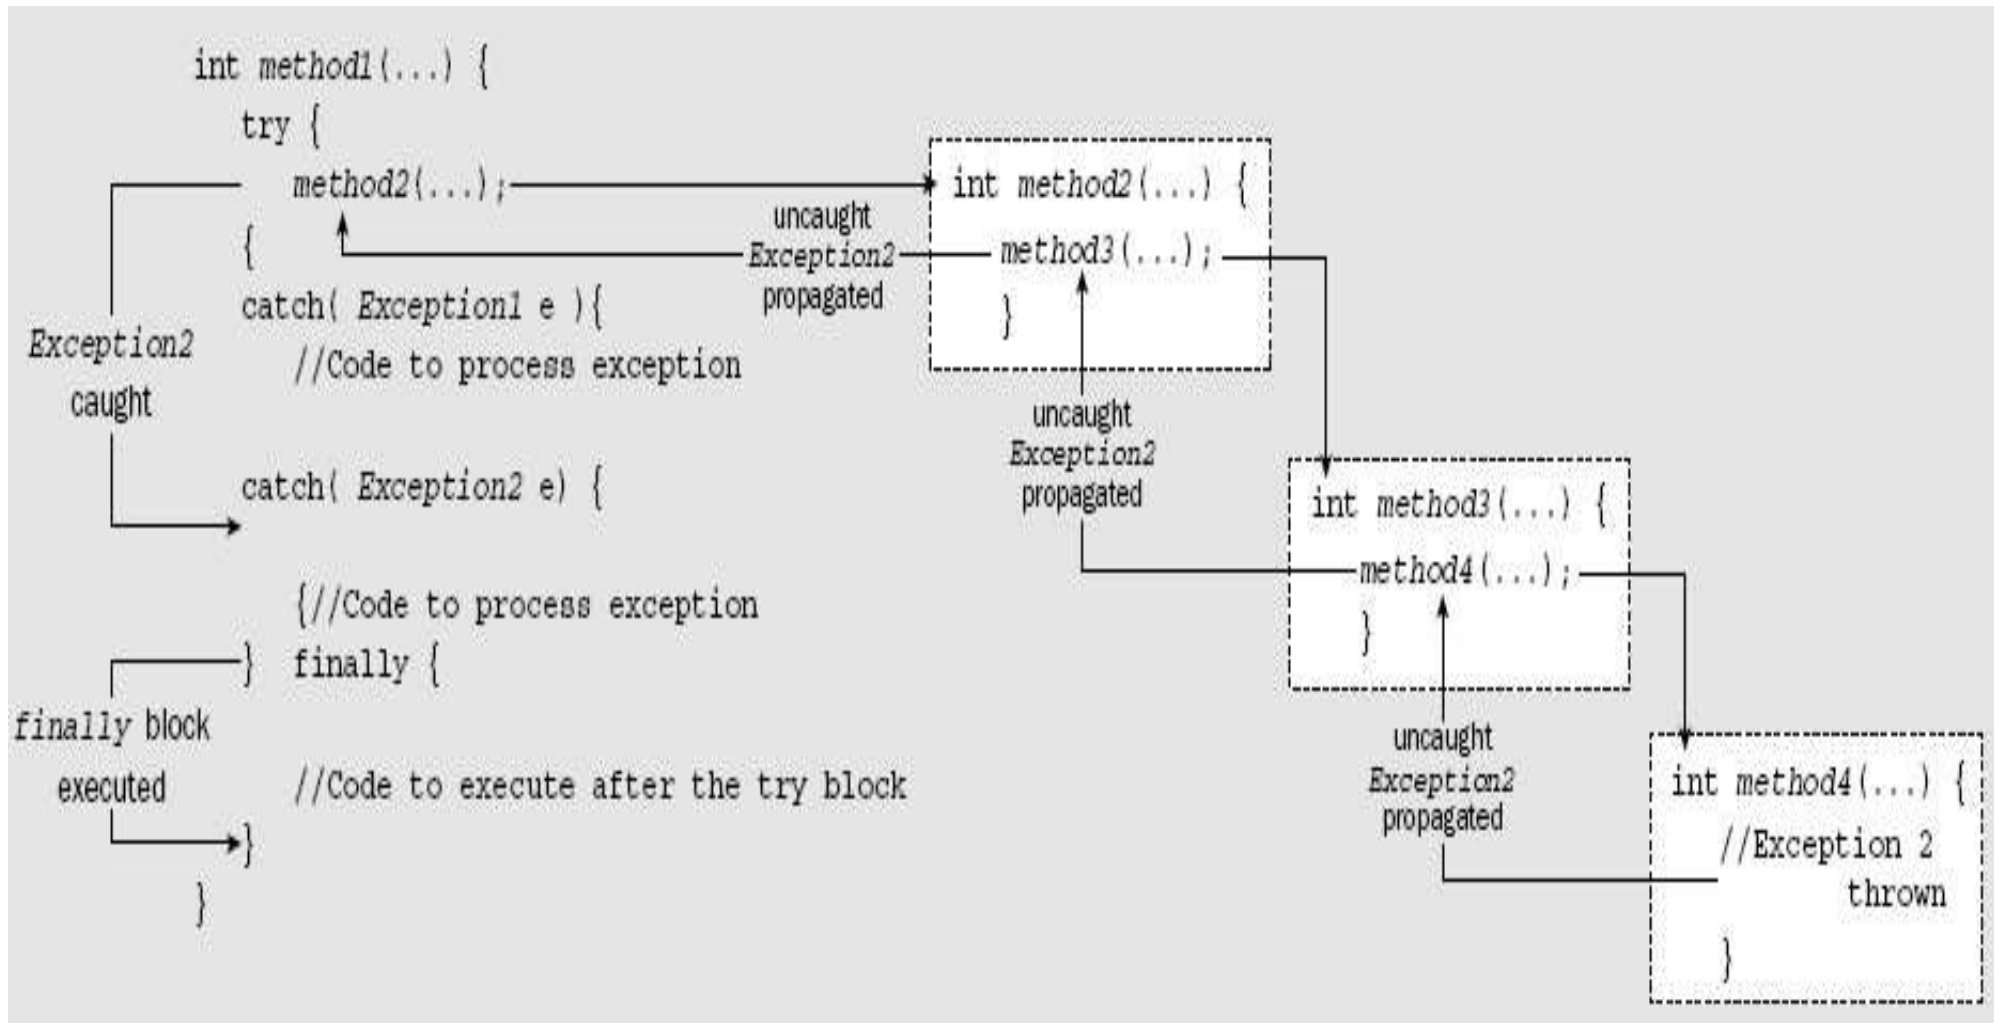 int method1(...) {
try {
method2(...);
{
catch( Exception1 e ){
//Code to process exception
catch( Exception2 e) {
{//Code to process exception
} finally {
//Code to execute after the try block
}
}
Exception2
caught
finally block
executed
uncaught
Exception2
propagated
int method2(...) {
method3(...);
}
uncaught
Exception2
propagated
int method3(...) {
method4(...);
}
uncaught
Exception2
propagated
int method4(...) {
//Exception 2
thrown
}